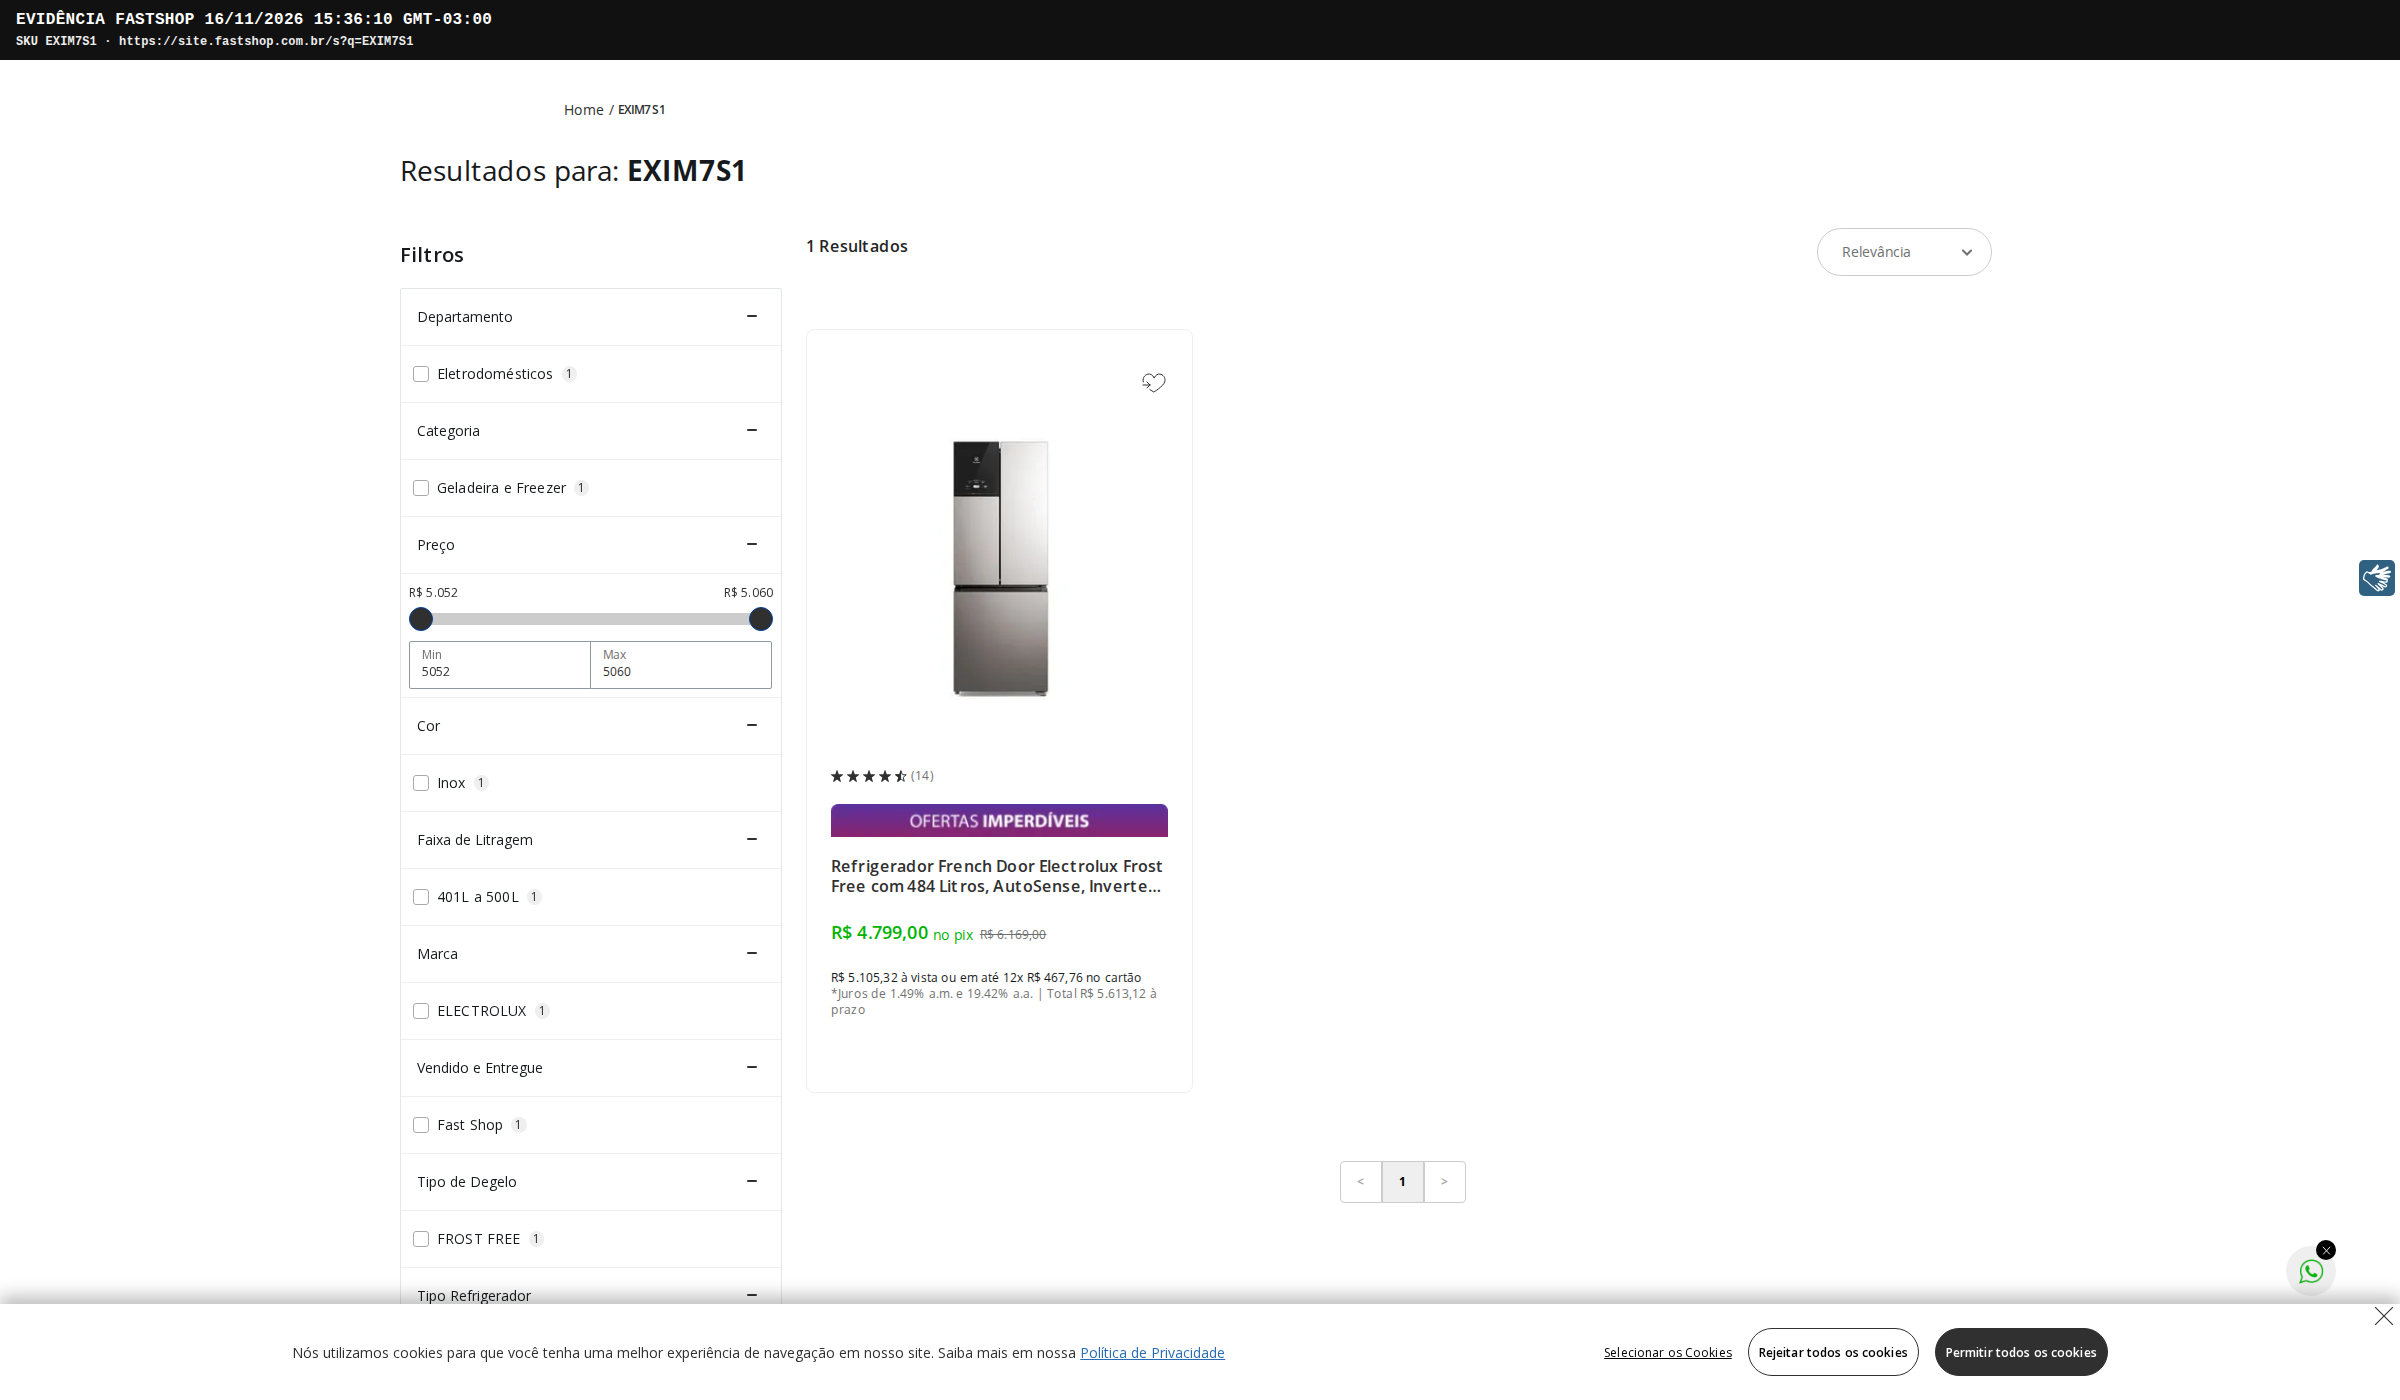 EVIDÊNCIA FASTSHOP 16/11/2026 15:36:10 GMT-03:00
SKU EXIM7S1 · https://site.fastshop.com.br/s?q=EXIM7S1
Home / EXIM7S1
Resultados para: EXIM7S1
Filtros
1 Resultados
Relevância
Departamento
Eletrodomésticos 1
Categoria
Geladeira e Freezer 1
Preço
R$ 5.052 R$ 5.060
Min Max
5052 5060
Cor
Inox 1
Faixa de Litragem
401L a 500L 1
Marca
ELECTROLUX 1
Vendido e Entregue
Fast Shop 1
Tipo de Degelo
FROST FREE 1
Tipo Refrigerador
(14)
OFERTAS IMPERDÍVEIS
Refrigerador French Door Electrolux Frost
Free com 484 Litros, AutoSense, Inverte...
R$ 4.799,00 no pix R$ 6.169,00
R$ 5.105,32 à vista ou em até 12x R$ 467,76 no cartão
*Juros de 1.49% a.m. e 19.42% a.a. | Total R$ 5.613,12 à
prazo
< 1 >
Nós utilizamos cookies para que você tenha uma melhor experiência de navegação em nosso site. Saiba mais em nossa Política de Privacidade
Selecionar os Cookies
Rejeitar todos os cookies
Permitir todos os cookies